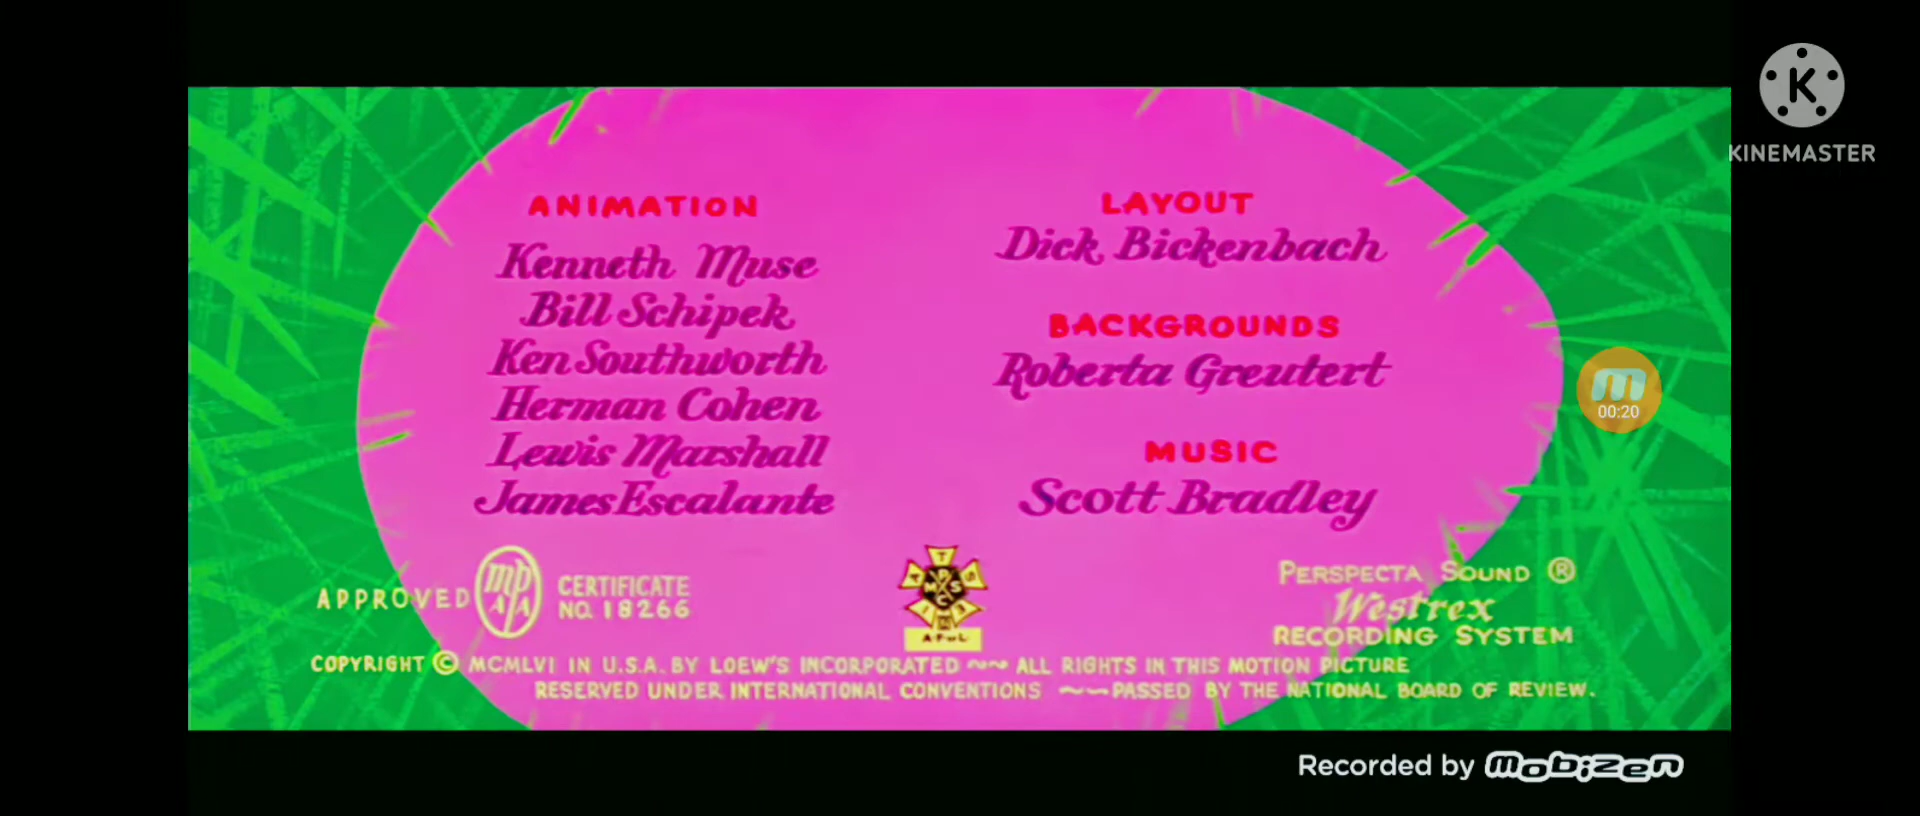 K
KINEMASTER
ANIMATION
Kenneth Muse
Bill Schipek
Ken Southworth
Herman Cohen
Lewis Marshall
James Escalante
LAYOUT
Dick Bickenbach
BACKGROUNDS
Roberta Greutert
MUSIC
Scott Bradley
m
00:20
APPROVED
MPAA
CERTIFICATE
NO. 18266
PERSPECTA SOUND ®
Westrex
RECORDING SYSTEM
COPYRIGHT © MCMLVI IN U.S.A. BY LOEW'S INCORPORATED ~~ ALL RIGHTS IN THIS MOTION PICTURE
RESERVED UNDER INTERNATIONAL CONVENTIONS ~~ PASSED BY THE NATIONAL BOARD OF REVIEW.
Recorded by mobizen